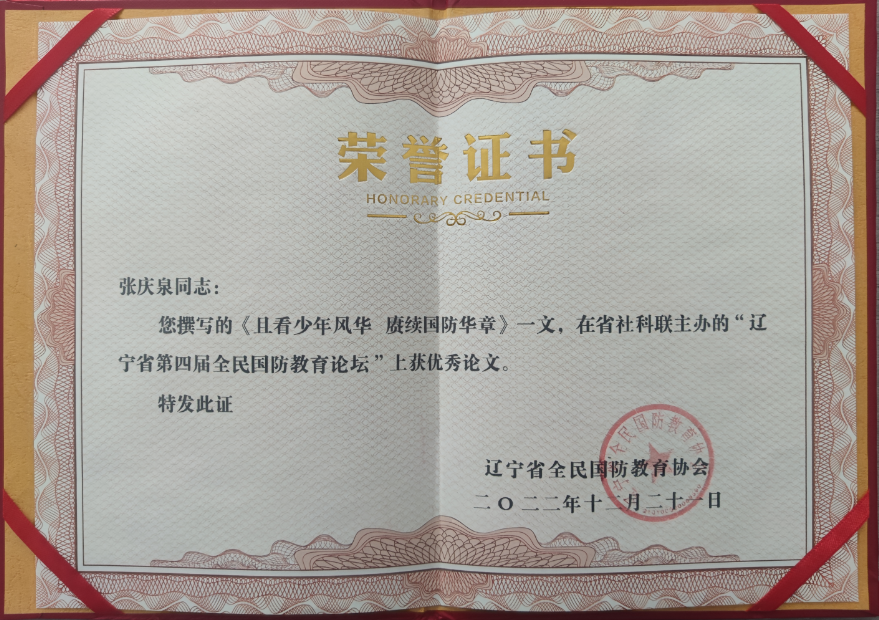 荣誉证书
HONORARY CREDENTIAL
张庆泉同志：
您撰写的《且看少年风华 赓续国防华章》一文，在省社科联主办的“辽
宁省第四届全民国防教育论坛”上获优秀论文。
特发此证
辽宁省全民国防教育协会
二〇二二年十二月二十一日